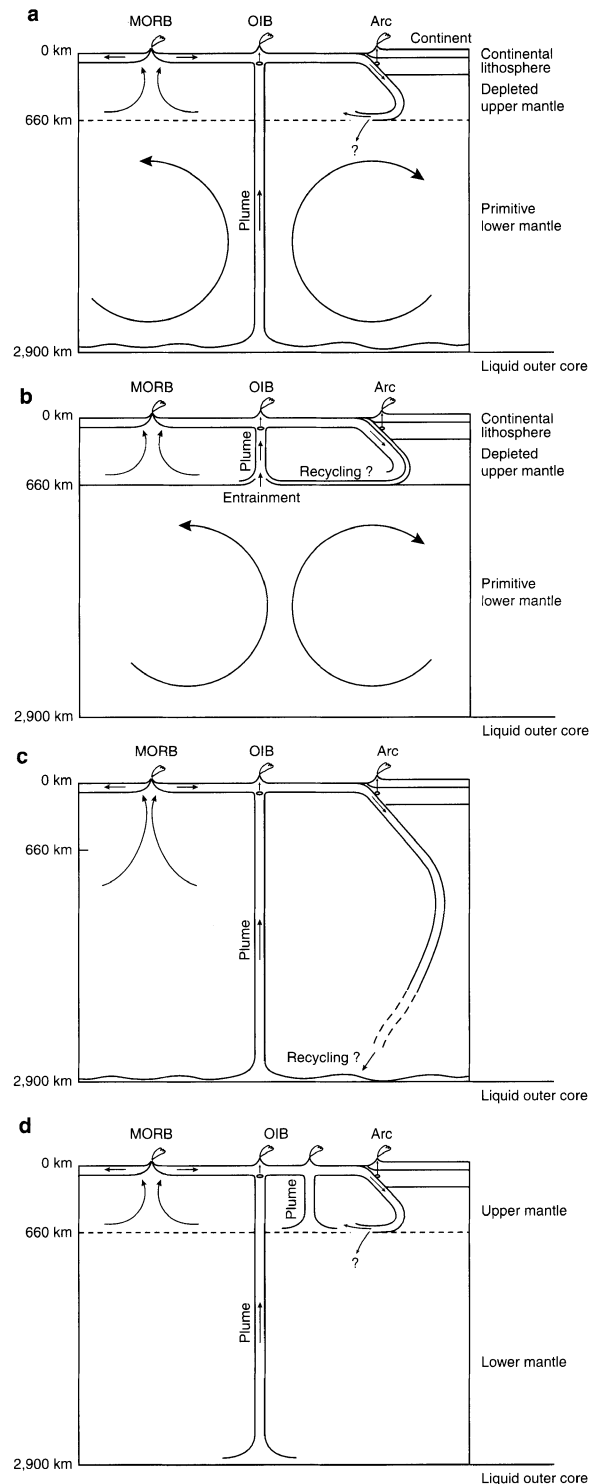 a
MORB
OIB
Arc
Continent
0 km
Continental
lithosphere
Depleted
upper mantle
660 km
?
Plume
Primitive
lower mantle
2,900 km
Liquid outer core
b
MORB
OIB
Arc
0 km
Continental
lithosphere
Plume
Depleted
upper mantle
Recycling ?
660 km
Entrainment
Primitive
lower mantle
2,900 km
Liquid outer core
c
MORB
OIB
Arc
0 km
660 km
Plume
Recycling ?
2,900 km
Liquid outer core
d
MORB
OIB
Arc
0 km
Plume
Upper mantle
660 km
?
Plume
Lower mantle
2,900 km
Liquid outer core